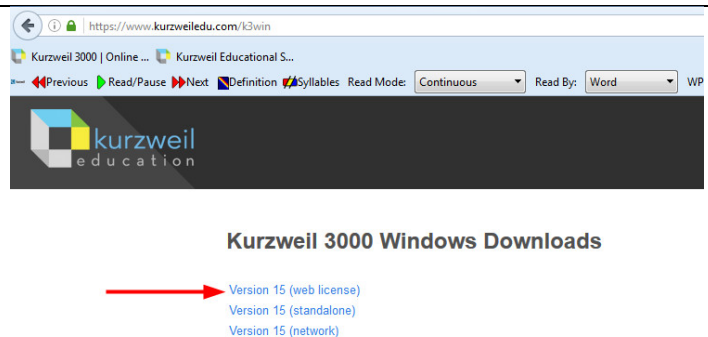 https://www.kurzweiledu.com/k3win
Kurzweil 3000 | Online ... Kurzweil Educational S...
Previous Read/Pause Next Definition Syllables Read Mode: Continuous Read By: Word WP
kurzweil
education
Kurzweil 3000 Windows Downloads
Version 15 (web license)
Version 15 (standalone)
Version 15 (network)